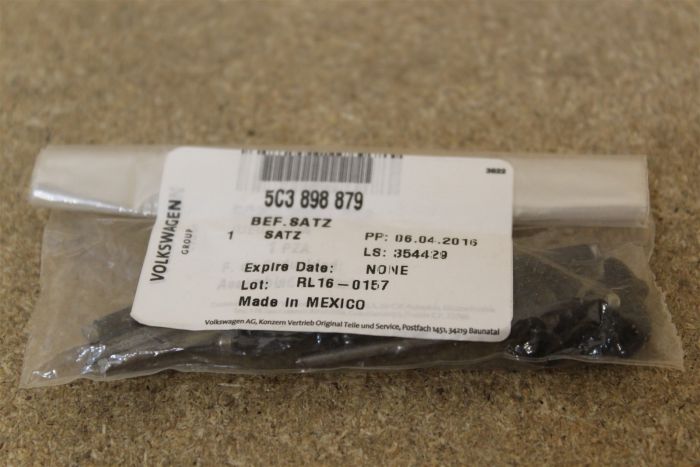 3622
5C3 898 879
BEF.SATZ
1 SATZ
PP: 06.04.2016
LS: 354429
Expire Date: NONE
Lot: RL16-0157
Made in MEXICO
Volkswagen AG, Konzern Vertrieb Original Teile und Service, Postfach 1451, 34219 Baunatal
VOLKSWAGEN
GROUP